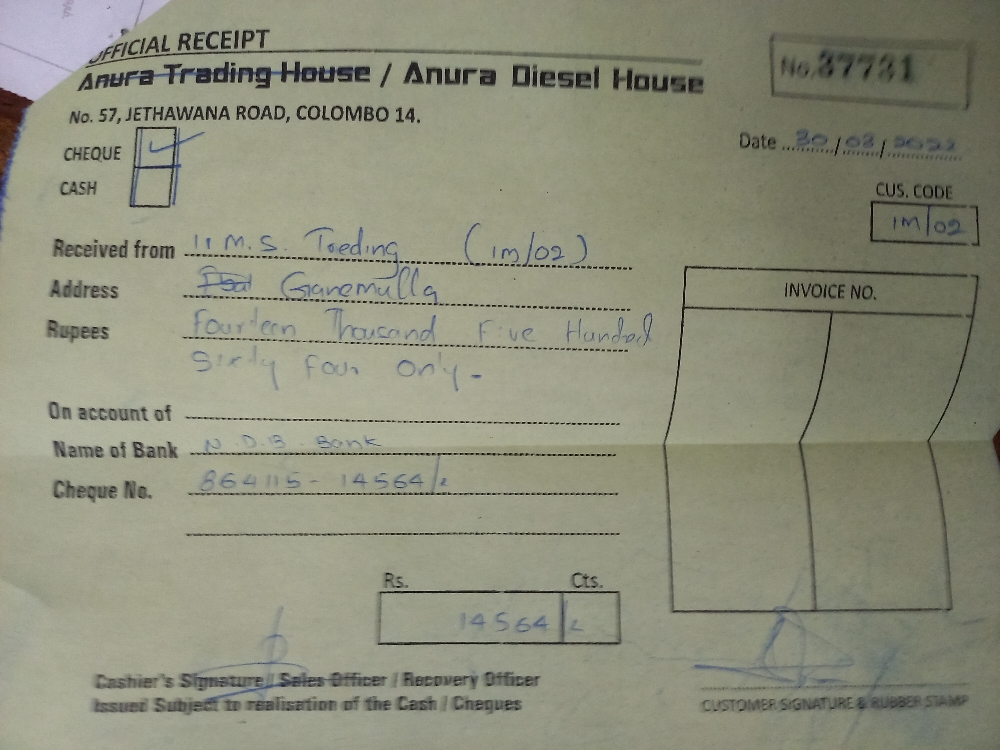 OFFICIAL RECEIPT
Anura Trading House / Anura Diesel House
No. 37731
No. 57, JETHAWANA ROAD, COLOMBO 14.
CHEQUE ✓
CASH
Date 30/03/2022
CUS. CODE
1M/02
Received from M.S. Treding (1m/02)
Address Ganemulla
INVOICE NO.
Rupees Fourteen Thousand Five Hundred
Sixty Four Only -
On account of
Name of Bank N.D.B. Bank
Cheque No. 864115 - 14564/
Rs. Cts.
14564
Cashier's Signature / Sales Officer / Recovery Officer
Issued Subject to realisation of the Cash / Cheques
CUSTOMER SIGNATURE & RUBBER STAMP